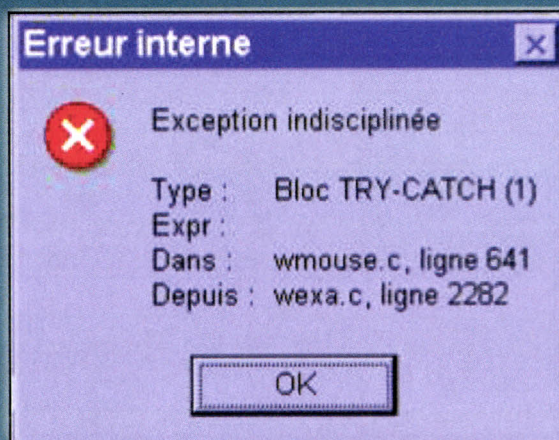 Erreur interne
Exception indisciplinée
Type : Bloc TRY-CATCH (1)
Expr :
Dans : wmouse.c, ligne 641
Depuis : wexa.c, ligne 2282
OK